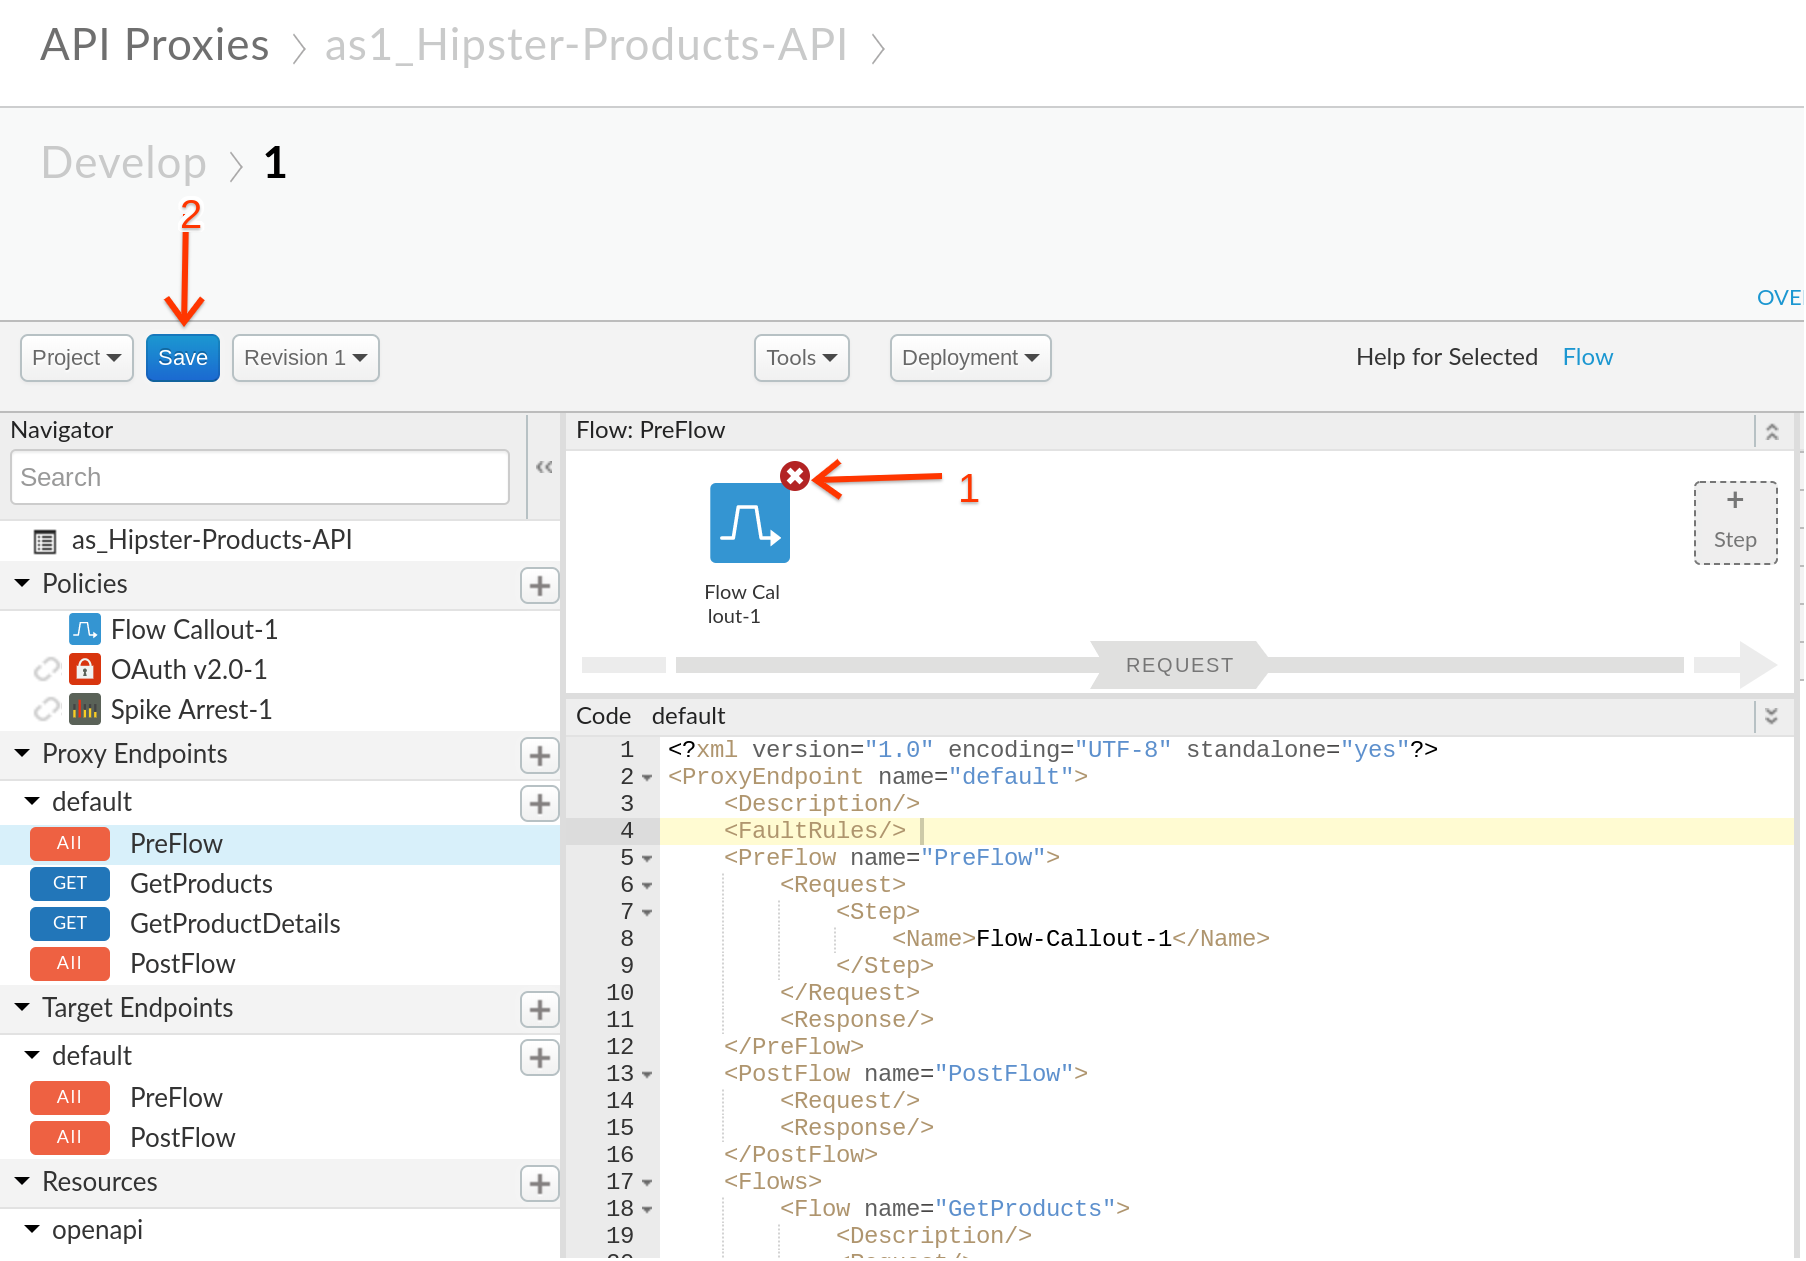 API Proxies as1_Hipster-Products-API
Develop 1
2
OVE
Project Save Revision 1 Tools Deployment Help for Selected Flow
Navigator
Search
«
as_Hipster-Products-API
Policies
Flow Callout-1
OAuth v2.0-1
Spike Arrest-1
Proxy Endpoints
default
All PreFlow
GET GetProducts
GET GetProductDetails
All PostFlow
Target Endpoints
default
All PreFlow
All PostFlow
Resources
openapi
Flow: PreFlow
1
+
Step
Flow Cal
lout-1
REQUEST
Code default
1 <?xml version="1.0" encoding="UTF-8" standalone="yes"?>
2 <ProxyEndpoint name="default">
3 <Description/>
4 <FaultRules/>
5 <PreFlow name="PreFlow">
6 <Request>
7 <Step>
8 <Name>Flow-Callout-1</Name>
9 </Step>
10 </Request>
11 <Response/>
12 </PreFlow>
13 <PostFlow name="PostFlow">
14 <Request/>
15 <Response/>
16 </PostFlow>
17 <Flows>
18 <Flow name="GetProducts">
19 <Description/>